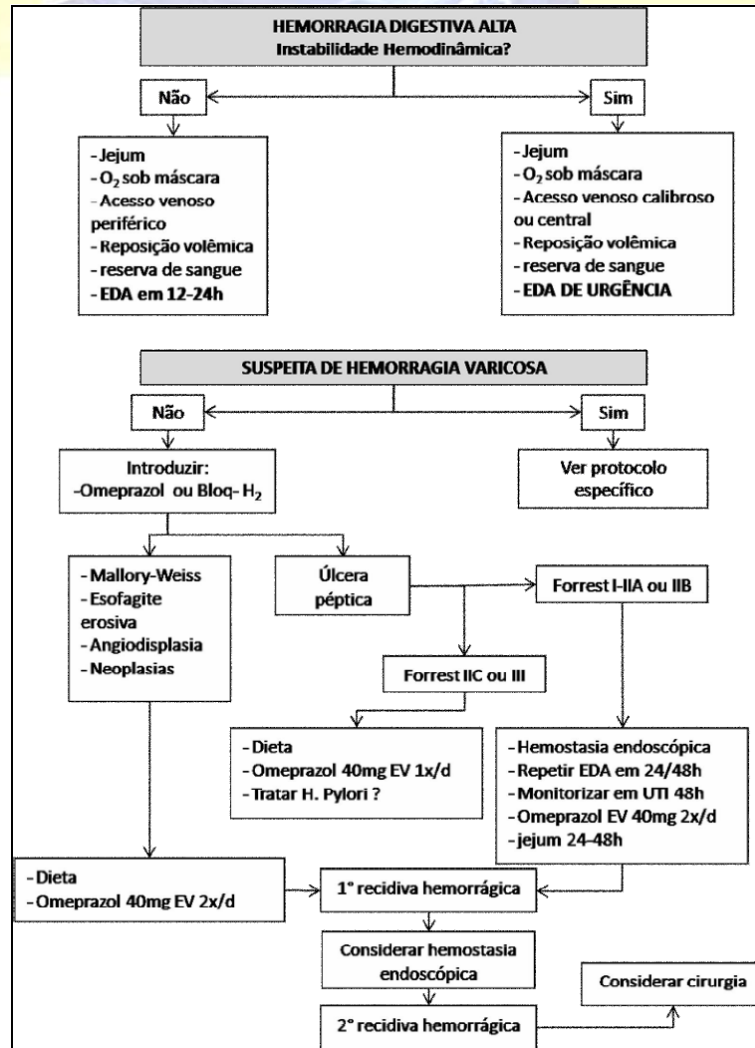 HEMORRAGIA DIGESTIVA ALTA
Instabilidade Hemodinâmica?
Não
Sim
-Jejum
-O₂ sob máscara
-Acesso venoso
periférico
-Reposição volêmica
-reserva de sangue
-EDA em 12-24h
-Jejum
-O₂ sob máscara
-Acesso venoso calibroso
ou central
-Reposição volêmica
-reserva de sangue
-EDA DE URGÊNCIA
SUSPEITA DE HEMORRAGIA VARICOSA
Não
Sim
Introduzir:
-Omeprazol ou Bloq- H₂
Ver protocolo
específico
-Mallory-Weiss
-Esofagite
erosiva
-Angiodisplasia
-Neoplasias
Úlcera
péptica
Forrest I-IIA ou IIB
Forrest IIC ou III
-Dieta
-Omeprazol 40mg EV 1x/d
-Tratar H. Pylori ?
-Hemostasia endoscópica
-Repetir EDA em 24/48h
-Monitorizar em UTI 48h
-Omeprazol EV 40mg 2x/d
-jejum 24-48h
-Dieta
-Omeprazol 40mg EV 2x/d
1° recidiva hemorrágica
Considerar hemostasia
endoscópica
2° recidiva hemorrágica
Considerar cirurgia